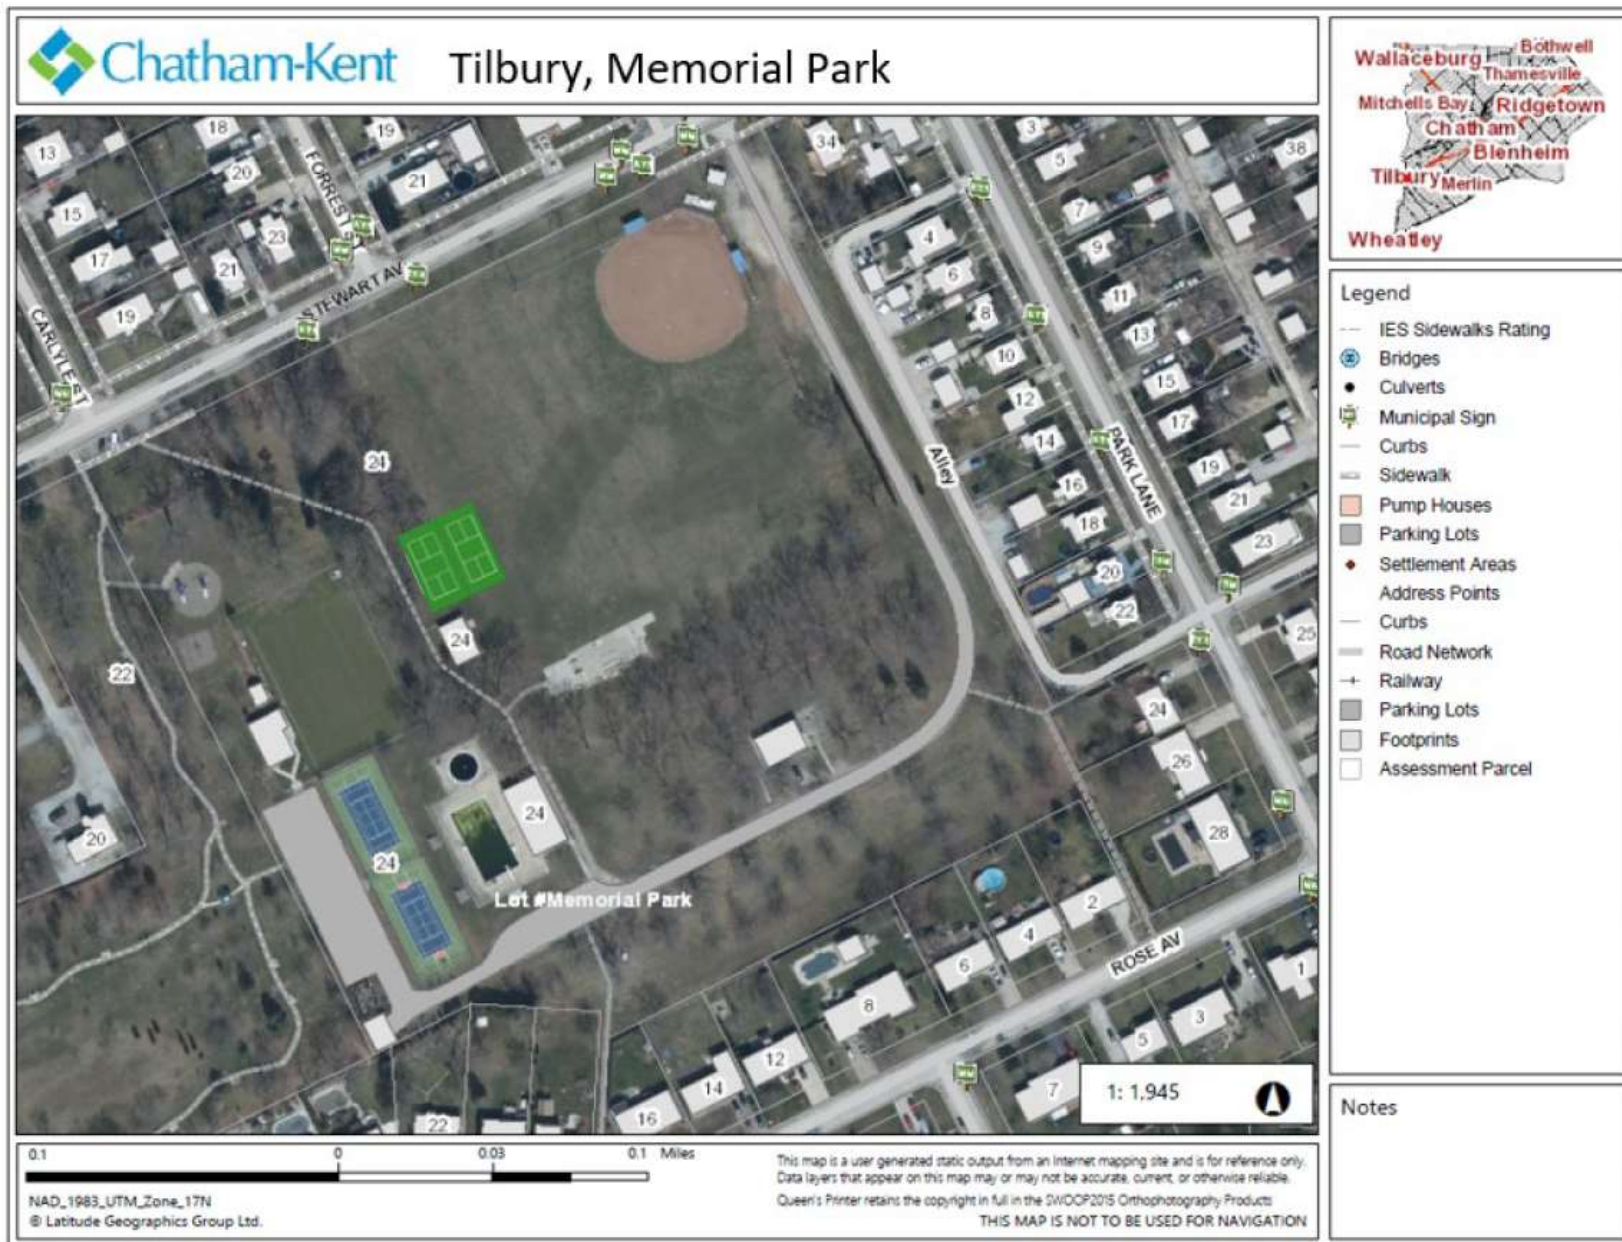 Chatham-Kent
Tilbury, Memorial Park
Wallaceburg
Bothwell
Thamesville
Mitchells Bay
Ridgetown
Chatham
Blenheim
Tilbury
Merlin
Wheatley
13
18
19
34
3
5
38
20
21
15
7
FORREST
23
4
9
17
21
6
STEWART AV
11
19
8
13
CARLYLE ST
10
15
12
17
14
24
Alley
PARK LANE
19
16
21
18
23
20
22
24
25
22
24
26
24
28
20
24
Lot #Memorial Park
2
4
ROSE AV
6
1
8
3
5
12
14
7
16
22
1: 1,945
Legend
IES Sidewalks Rating
Bridges
Culverts
Municipal Sign
Curbs
Sidewalk
Pump Houses
Parking Lots
Settlement Areas
Address Points
Curbs
Road Network
Railway
Parking Lots
Footprints
Assessment Parcel
Notes
0.1 0 0.03 0.1 Miles
NAD_1983_UTM_Zone_17N
© Latitude Geographics Group Ltd.
This map is a user generated static output from an Internet mapping site and is for reference only.
Data layers that appear on this map may or may not be accurate, current, or otherwise reliable.
Queen's Printer retains the copyright in full in the SWOOP2015 Orthophotography Products
THIS MAP IS NOT TO BE USED FOR NAVIGATION